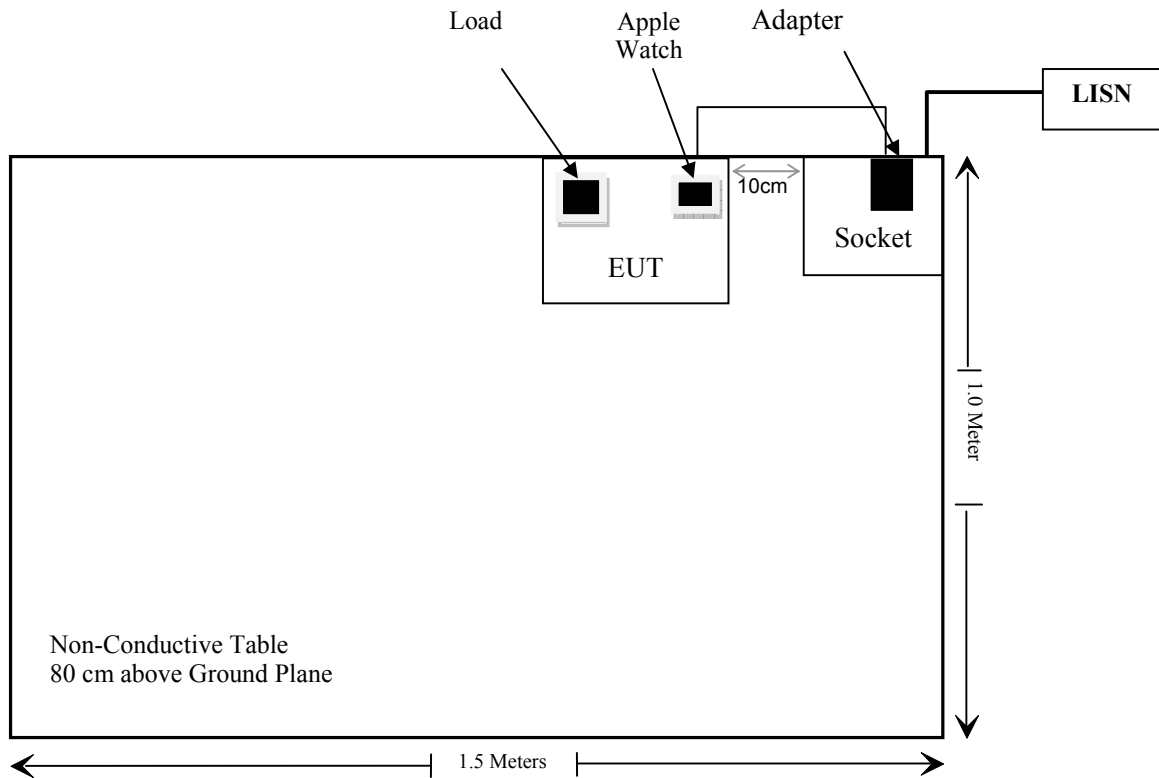 Load
Apple
Watch
Adapter
LISN
10cm
Socket
EUT
1.0 Meter
Non-Conductive Table
80 cm above Ground Plane
1.5 Meters